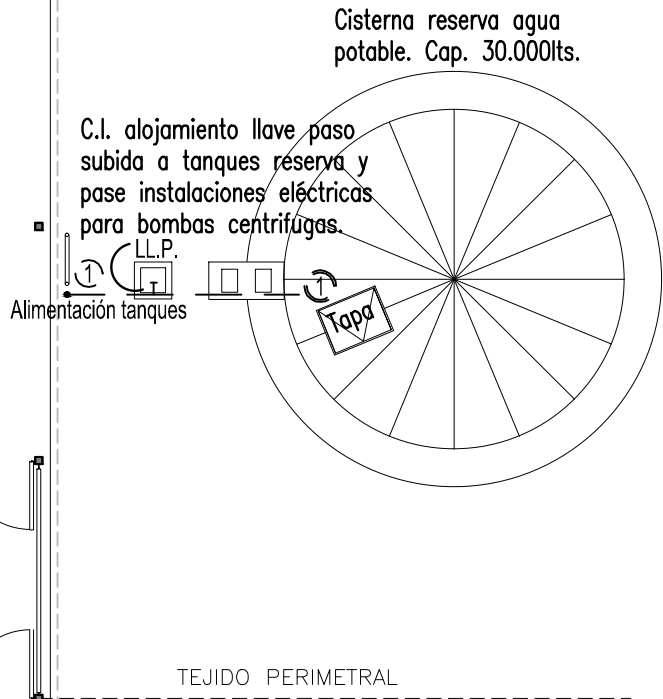 Cisterna reserva agua
potable. Cap. 30.000lts.
C.I. alojamiento llave paso
subida a tanques reserva y
pase instalaciones eléctricas
para bombas centrifugas.
LL.P.
1
T
1
Alimentación tanques
Tapa
TEJIDO PERIMETRAL